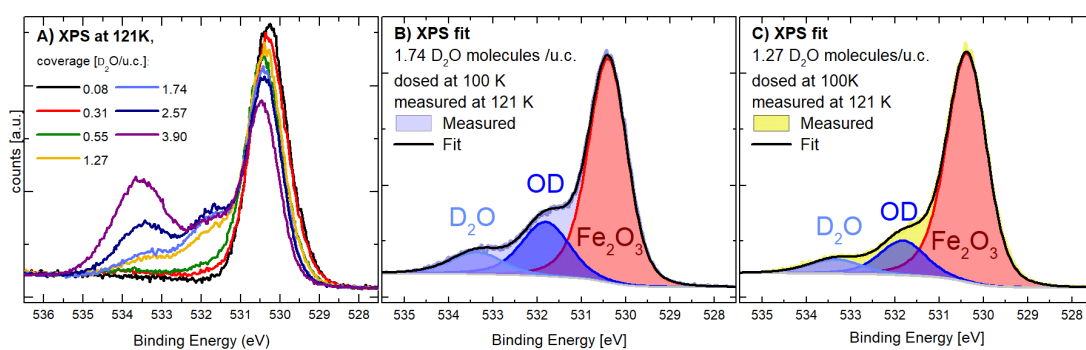 A) XPS at 121K,
coverage [D₂O/u.c.]:
0.08 1.74
0.31 2.57
0.55 3.90
1.27
counts [a.u.]
536 535 534 533 532 531 530 529 528
Binding Energy (eV)
B) XPS fit
1.74 D₂O molecules /u.c.
dosed at 100 K
measured at 121 K
Measured
Fit
D₂O
OD
Fe₂O₃
535 534 533 532 531 530 529 528
Binding Energy [eV]
C) XPS fit
1.27 D₂O molecules/u.c.
dosed at 100K
measured at 121 K
Measured
Fit
D₂O
OD
Fe₂O₃
535 534 533 532 531 530 529 528
Binding Energy [eV]